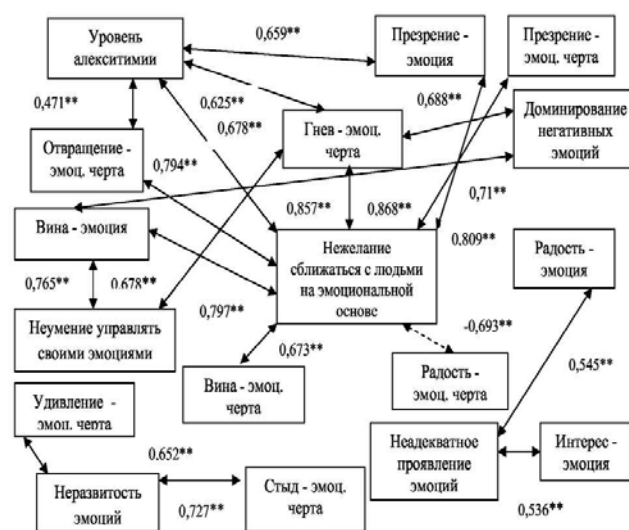 Уровень
алекситимии
0,659**
Презрение -
эмоция
Презрение -
эмоц. черта
0,471**
0,625**
0,678**
0,688**
Гнев - эмоц.
черта
Доминирование
негативных
эмоций
Отвращение -
эмоц. черта
0,794**
0,71**
Вина - эмоция
0,857**
0,868**
0,809**
Нежелание
сближаться с людьми
на эмоциональной
основе
Радость -
эмоция
0,765**
0.678**
0,797**
Неумение управлять
своими эмоциями
0,673**
-0,693**
Вина - эмоц.
черта
Радость -
эмоц. черта
0,545**
Удивление -
эмоц. черта
0.652**
Неразвитость
эмоций
0,727**
Стыд - эмоц.
черта
Неадекватное
проявление
эмоций
Интерес -
эмоция
0,536**